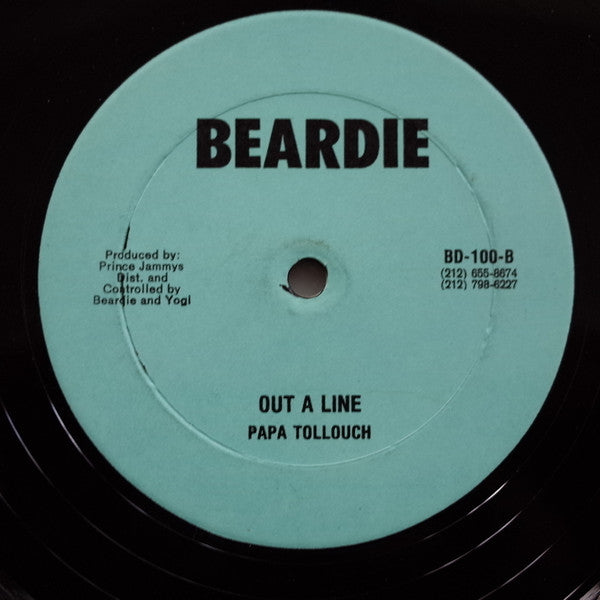 BEARDIE
Produced by:
Prince Jammys
Dist. and
Controlled by
Beardie and Yogi
BD-100-B
(212) 655-8674
(212) 798-6227
OUT A LINE
PAPA TOLLOUCH